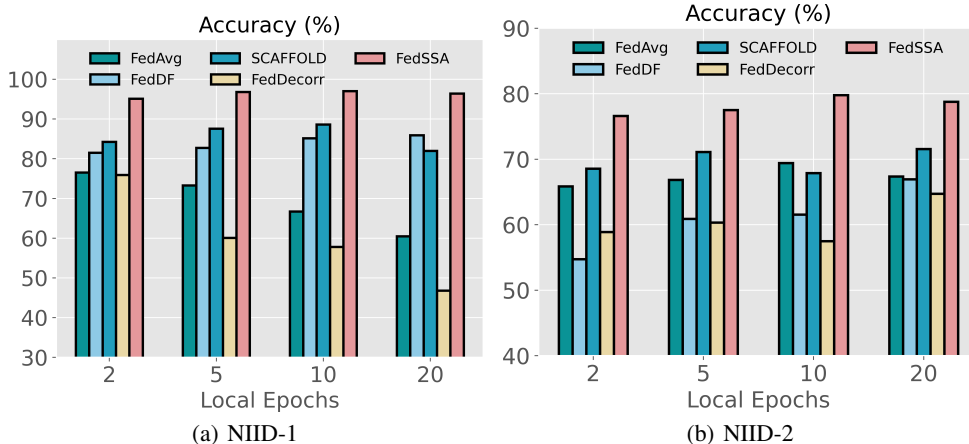 Accuracy (%)
FedAvg SCAFFOLD FedSSA
FedDF FedDecorr
100
90
80
70
60
50
40
30
2 5 10 20
Local Epochs
(a) NIID-1
Accuracy (%)
FedAvg SCAFFOLD FedSSA
FedDF FedDecorr
90
80
70
60
50
40
2 5 10 20
Local Epochs
(b) NIID-2